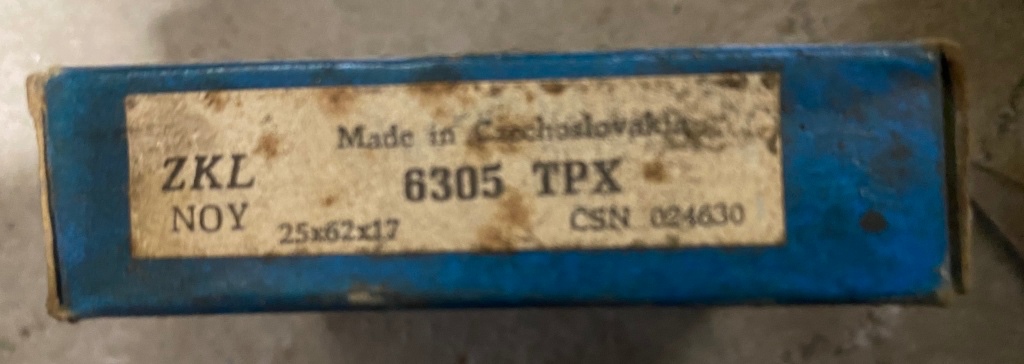 Made in Czechoslovakia
ZKL 6305 TPX
NOY 25x62x17 CSN 024630